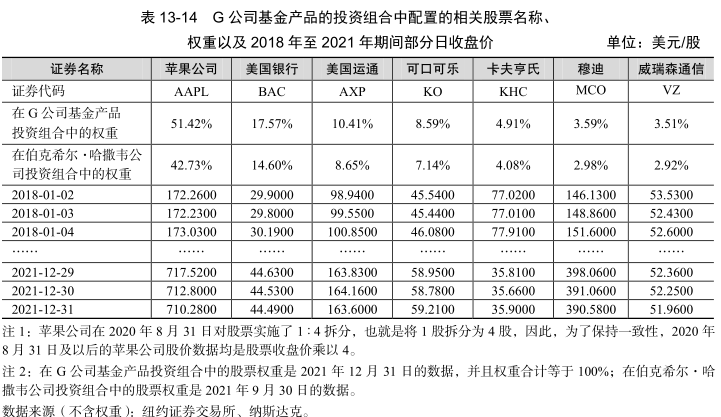 表 13-14 G 公司基金产品的投资组合中配置的相关股票名称、
权重以及 2018 年至 2021 年期间部分日收盘价 单位：美元/股
证券名称 苹果公司 美国银行 美国运通 可口可乐 卡夫亨氏 穆迪 威瑞森通信
证券代码 AAPL BAC AXP KO KHC MCO VZ
在 G 公司基金产品
投资组合中的权重 51.42% 17.57% 10.41% 8.59% 4.91% 3.59% 3.51%
在伯克希尔·哈撒韦公
司投资组合中的权重 42.73% 14.60% 8.65% 7.14% 4.08% 2.98% 2.92%
2018-01-02 172.2600 29.9000 98.9400 45.5400 77.0200 146.1300 53.5300
2018-01-03 172.2300 29.8000 99.5500 45.4400 77.0100 148.8600 52.4300
2018-01-04 173.0300 30.1900 100.8500 46.0800 77.9100 151.6000 52.6000
…… …… …… …… …… …… …… ……
2021-12-29 717.5200 44.6300 163.8300 58.9500 35.8100 398.0600 52.3600
2021-12-30 712.8000 44.5300 164.1600 58.7800 35.6600 391.0600 52.2500
2021-12-31 710.2800 44.4900 163.6000 59.2100 35.9000 390.5800 51.9600
注 1：苹果公司在 2020 年 8 月 31 日对股票实施了 1∶4 拆分，也就是将 1 股拆分为 4 股，因此，为了保持一致性，2020 年
8 月 31 日及以后的苹果公司股价数据均是股票收盘价乘以 4。
注 2：在 G 公司基金产品投资组合中的股票权重是 2021 年 12 月 31 日的数据，并且权重合计等于 100%；在伯克希尔·哈
撒韦公司投资组合中的股票权重是 2021 年 9 月 30 日的数据。
数据来源（不含权重）：纽约证券交易所、纳斯达克。